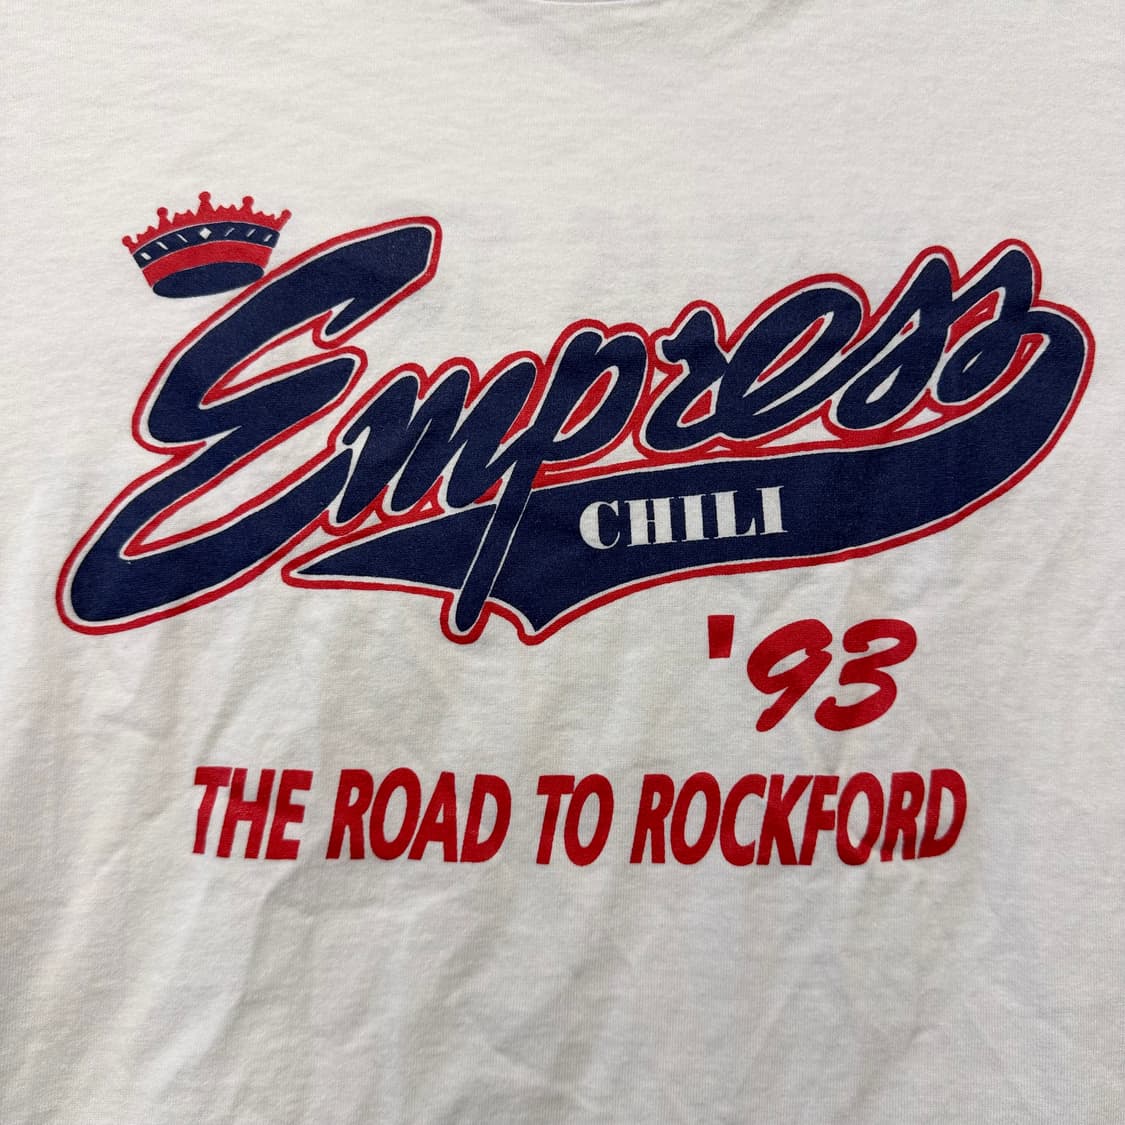 Empress
CHILI
'93
THE ROAD TO ROCKFORD